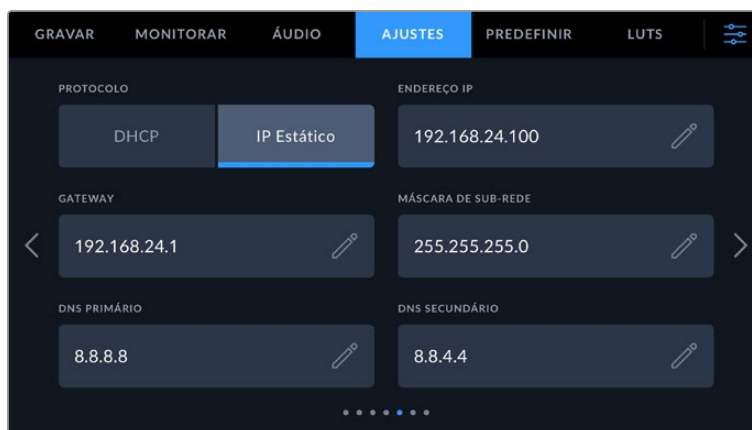 GRAVAR MONITORAR ÁUDIO AJUSTES PREDEFINIR LUTS
PROTOCOLO ENDEREÇO IP
DHCP IP Estático 192.168.24.100
GATEWAY MÁSCARA DE SUB-REDE
192.168.24.1 255.255.255.0
DNS PRIMÁRIO DNS SECUNDÁRIO
8.8.8.8 8.8.4.4